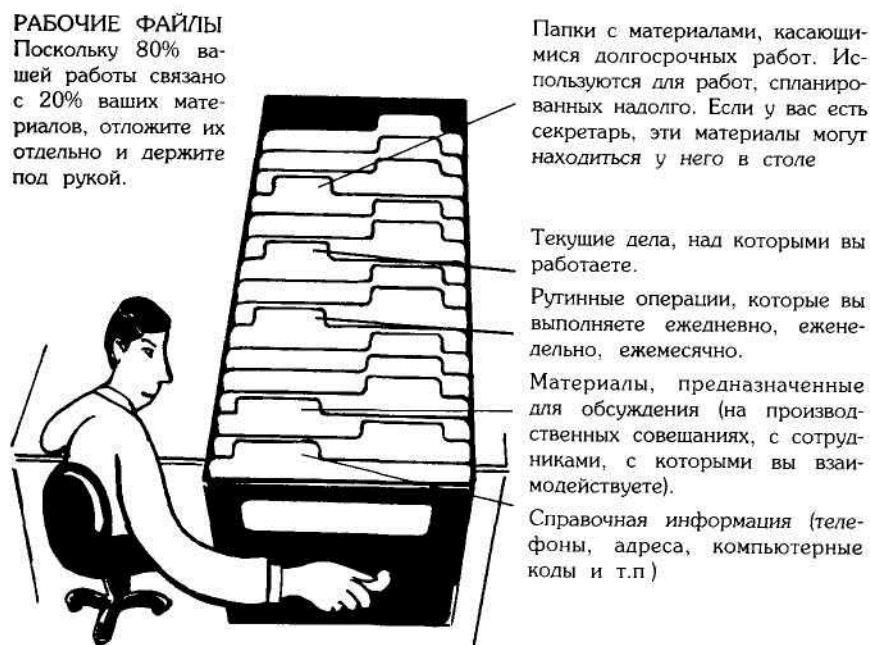 РАБОЧИЕ ФАЙЛЫ
Поскольку 80% ва-
шей работы связано
с 20% ваших мате-
риалов, отложите их
отдельно и держите
под рукой.
Папки с материалами, касающи-
мися долгосрочных работ. Ис-
пользуются для работ, спланиро-
ванных надолго. Если у вас есть
секретарь, эти материалы могут
находиться у него в столе
Текущие дела, над которыми вы
работаете.
Рутинные операции, которые вы
выполняете ежедневно, ежене-
дельно, ежемесячно.
Материалы, предназначенные
для обсуждения (на производ-
ственных совещаниях, с сотруд-
никами, с которыми вы взаи-
модействуете).
Справочная информация (теле-
фоны, адреса, компьютерные
коды и т.п )